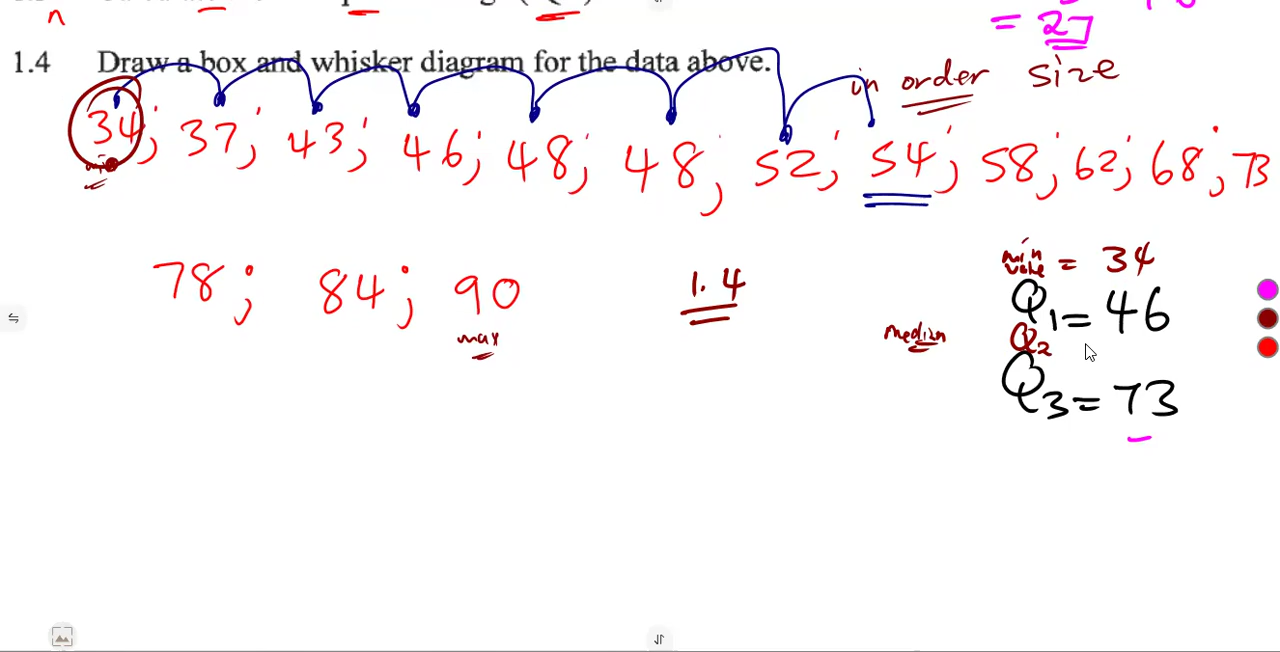 n
= 27
1.4 Draw a box and whisker diagram for the data above.
in order size
34; 37; 43; 46; 48; 48; 52; 54; 58; 62; 68; 73
min
78; 84; 90
max
1.4
min value = 34
Q1 = 46
median Q2
Q3 = 73